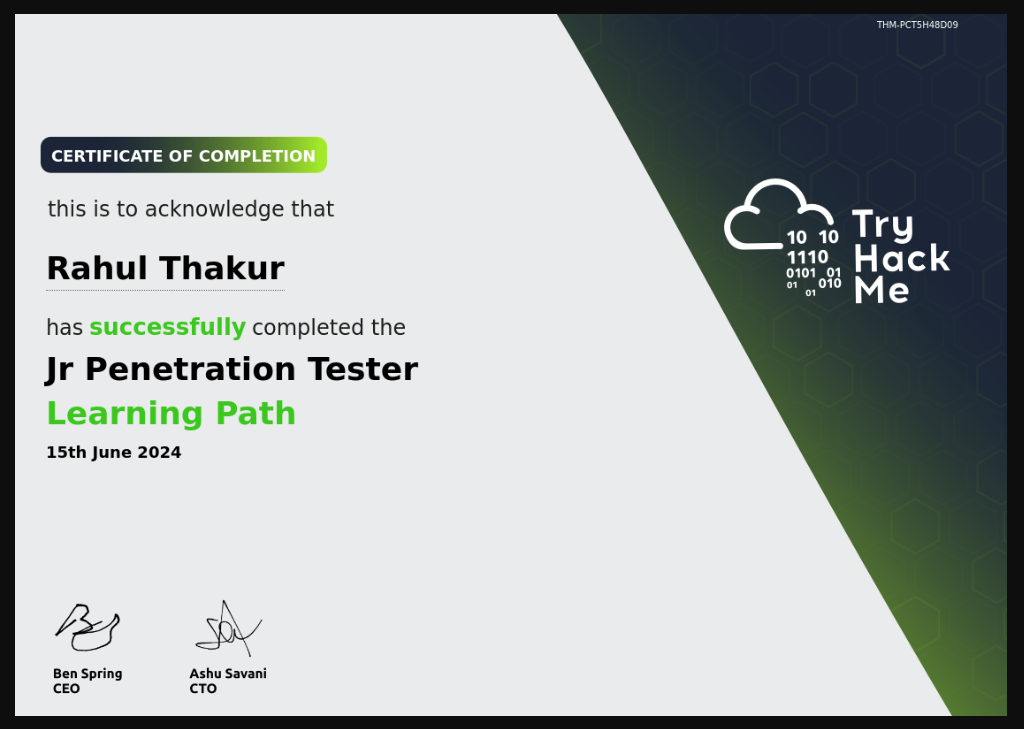 THM-PCT5H48D09
CERTIFICATE OF COMPLETION
this is to acknowledge that
Rahul Thakur
has successfully completed the
Jr Penetration Tester
Learning Path
15th June 2024
10 10
1110
0101 01
01 010
01
Try
Hack
Me
Ben Spring
CEO
Ashu Savani
CTO